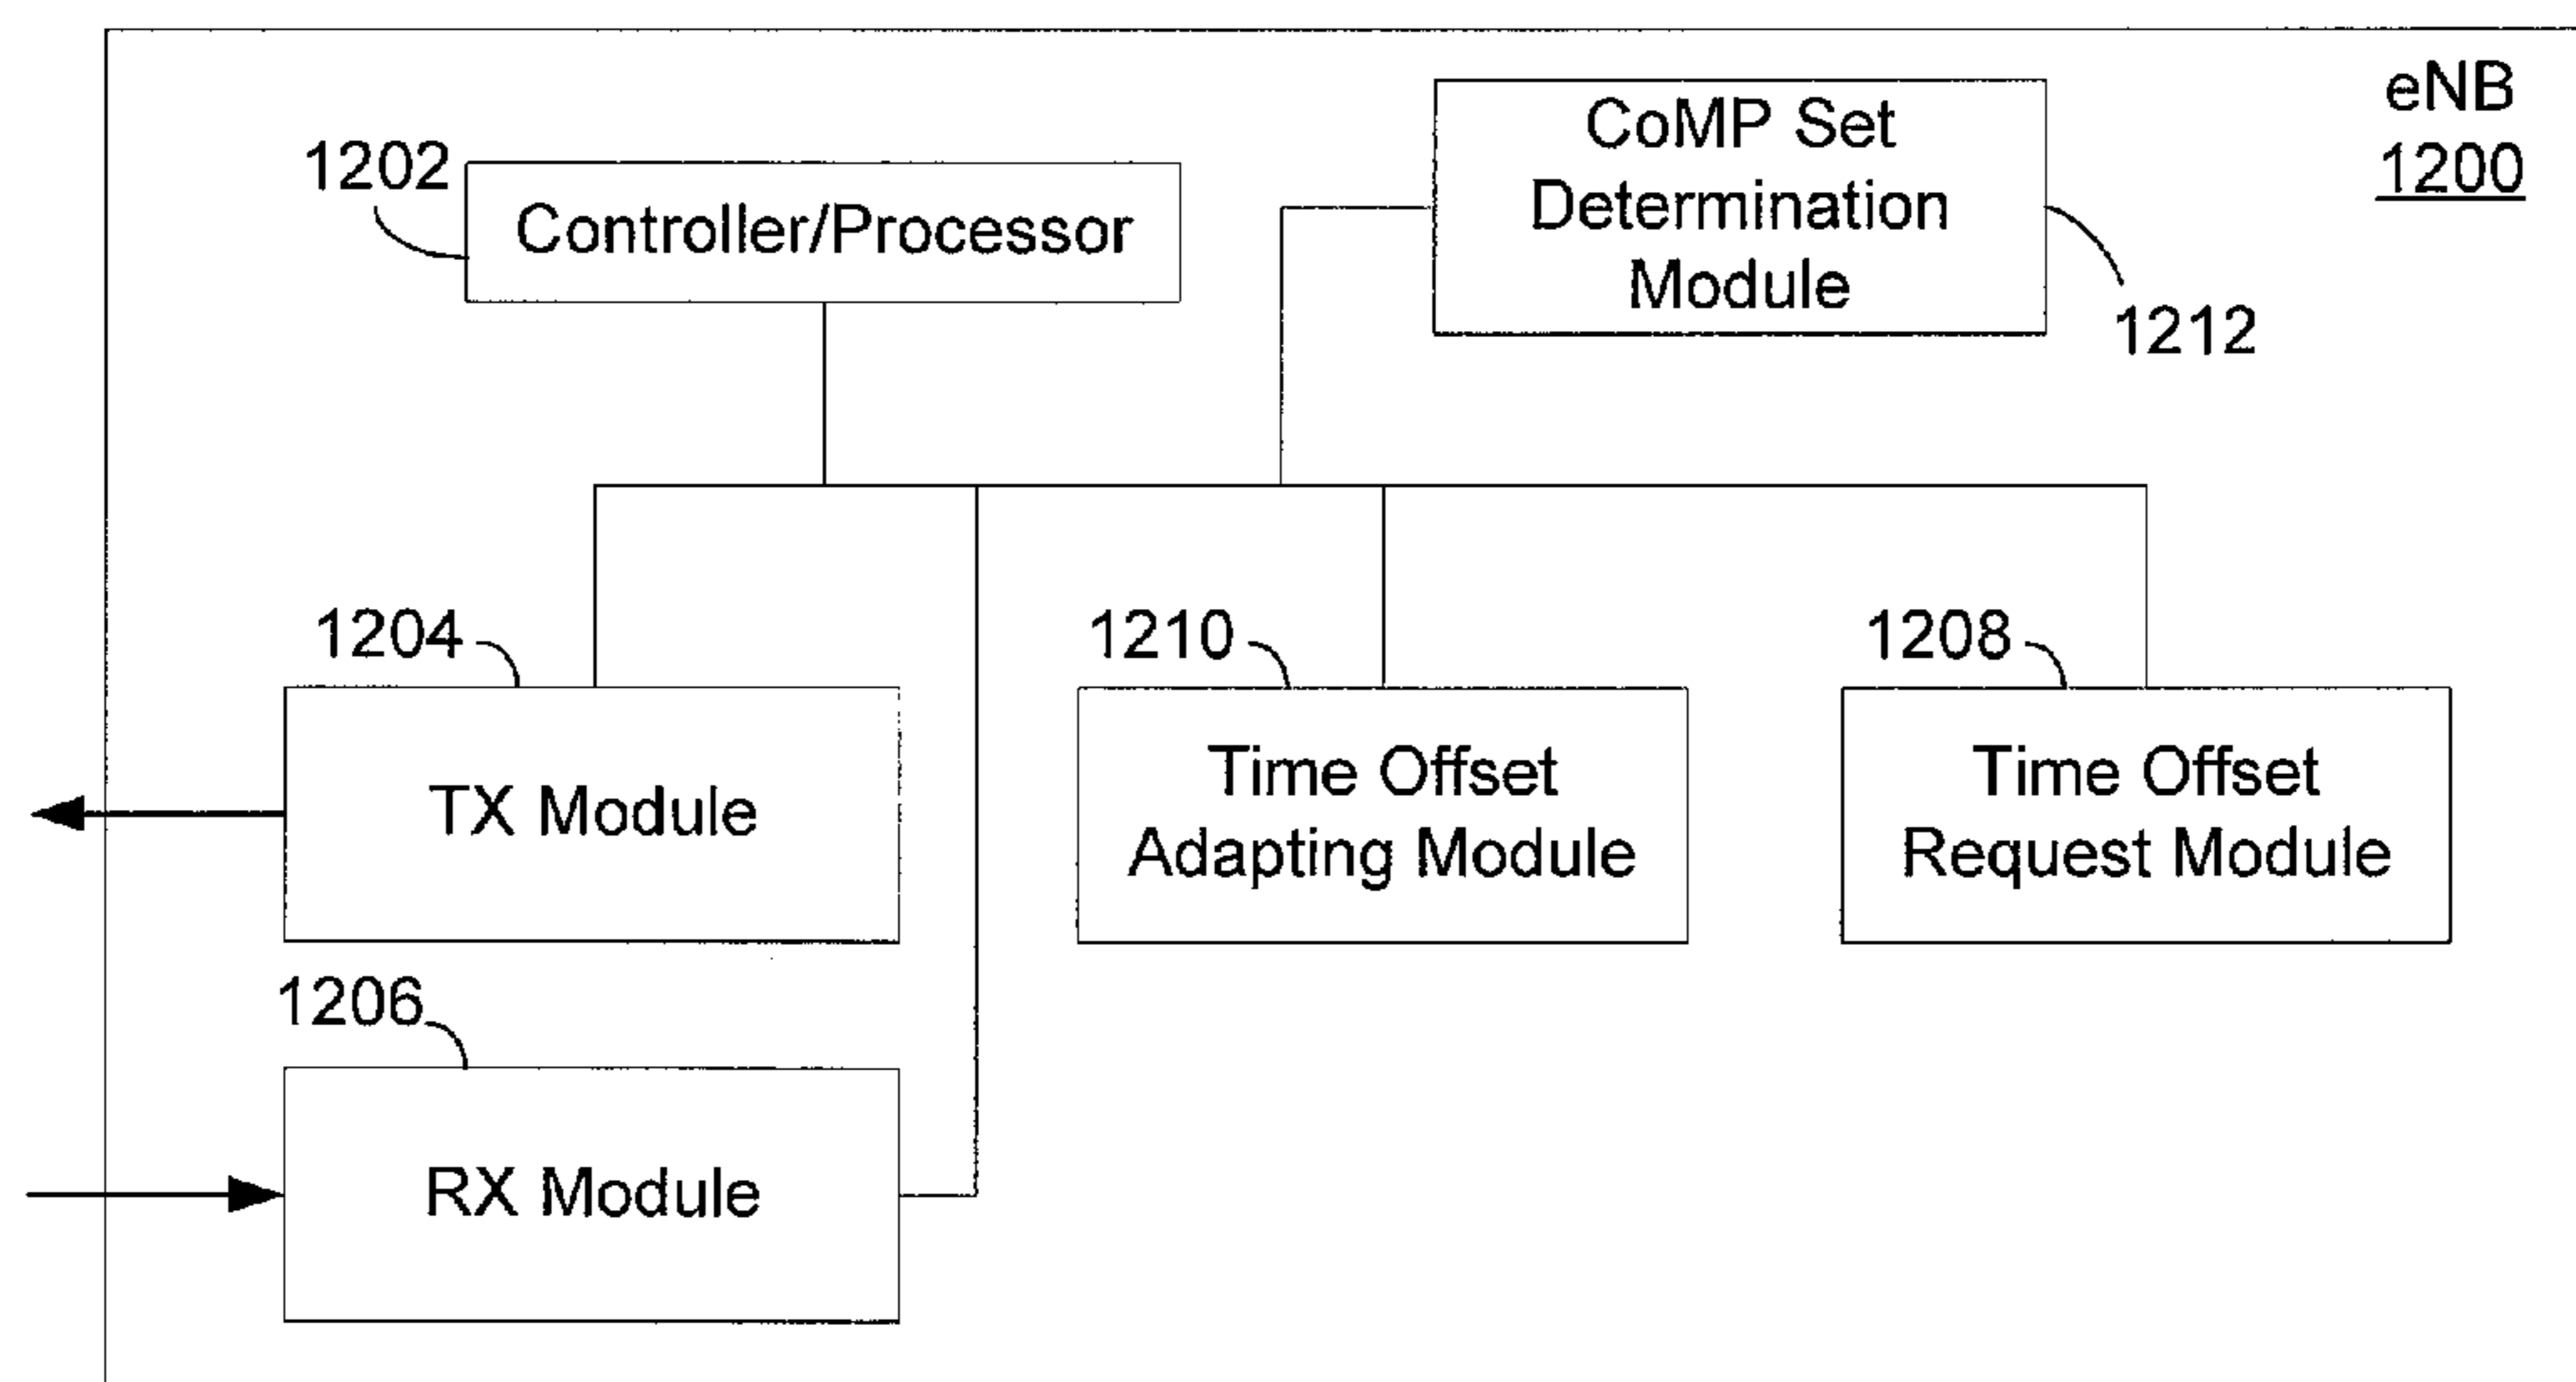 eNB
1200
1202
Controller/Processor
CoMP Set
Determination
Module
1212
1204
TX Module
1210
Time Offset
Adapting Module
1208
Time Offset
Request Module
1206
RX Module